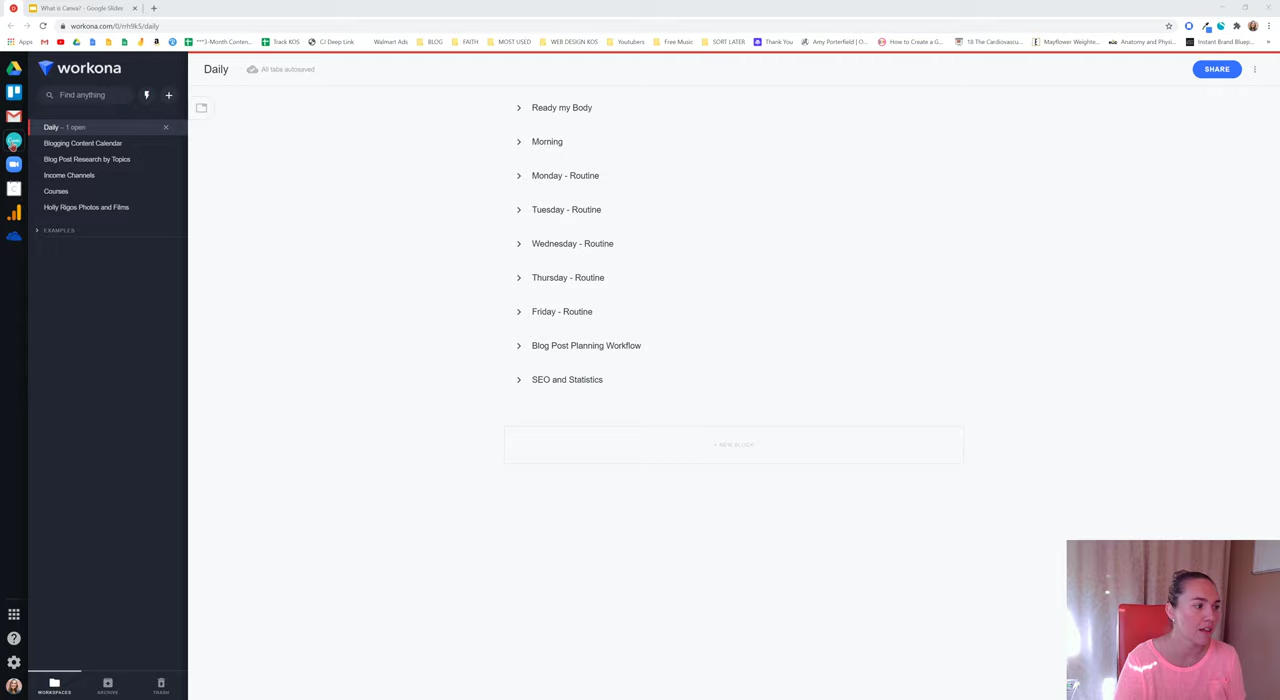 What is Canva? - Google Slides
workona.com/0/rrh9k5/daily
Apps
***3-Month Conten...
Track KOS
CJ Deep Link
Walmart Ads
BLOG
FAITH
MOST USED
WEB DESIGN KOS
Youtubers
Free Music
SORT LATER
Thank You
Amy Porterfield | O...
How to Create a G...
18 The Cardiovascu...
Mayflower Weighte...
Anatomy and Physi...
Instant Brand Bluep...
workona
Daily
All tabs autosaved
SHARE
Find anything
Daily – 1 open
Blogging Content Calendar
Blog Post Research by Topics
Income Channels
Courses
Holly Rigos Photos and Films
EXAMPLES
Ready my Body
Morning
Monday - Routine
Tuesday - Routine
Wednesday - Routine
Thursday - Routine
Friday - Routine
Blog Post Planning Workflow
SEO and Statistics
+ NEW BLOCK
WORKSPACES
ARCHIVE
TRASH